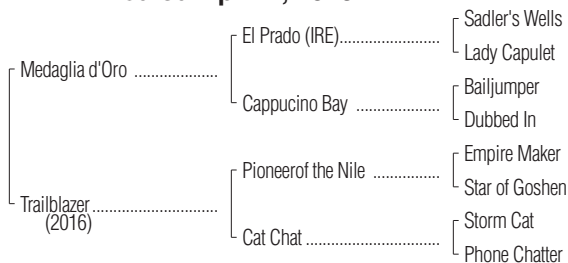 El Prado (IRE)
Sadler's Wells
Lady Capulet
Medaglia d'Oro
Cappucino Bay
Bailjumper
Dubbed In
Pioneerof the Nile
Empire Maker
Star of Goshen
Trailblazer
(2016)
Cat Chat
Storm Cat
Phone Chatter